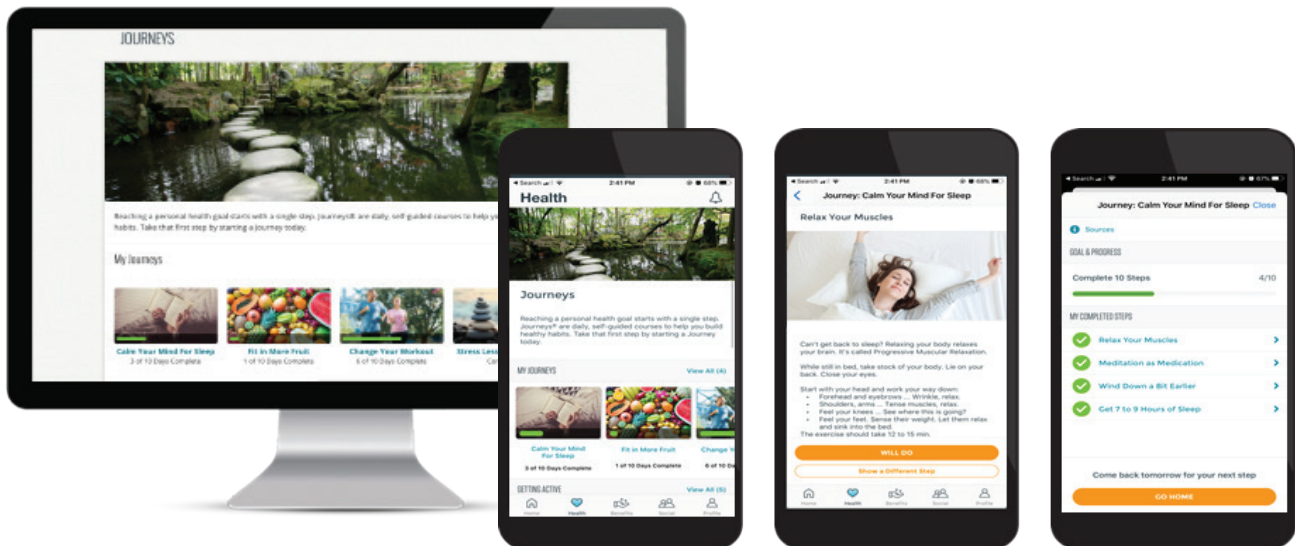 JOURNEYS
Reaching a personal health goal starts with a single step. Journeys® are daily, self-guided courses to help you
habits. Take that first step by starting a Journey today.
My Journeys
Calm Your Mind For Sleep
3 of 10 Days Complete
Fit in More Fruit
1 of 10 Days Complete
Change Your Workout
6 of 10 Days Complete
Stress Less
Search
2:41 PM
68%
Health
Journeys
Reaching a personal health goal starts with a single step.
Journeys® are daily, self-guided courses to help you build
healthy habits. Take that first step by starting a Journey
today.
MY JOURNEYS
View All (4)
Calm Your Mind
For Sleep
3 of 10 Days Complete
Fit in More Fruit
1 of 10 Days Complete
Change
6 of 10 D
GETTING ACTIVE
View All (5)
Home
Health
Benefits
Social
Profile
Search
2:41 PM
68%
Journey: Calm Your Mind For Sleep
Relax Your Muscles
Can't get back to sleep? Relaxing your body relaxes
your brain. It's called Progressive Muscular Relaxation.
While still in bed, take stock of your body. Lie on your
back. Close your eyes.
Start with your head and work your way down:
• Forehead and eyebrows ... Wrinkle, relax.
• Shoulders, arms ... Tense muscles, relax.
• Feel your knees ... See where this is going?
• Feel your feet. Sense their weight. Let them relax
and sink into the bed.
The exercise should take 12 to 15 min.
WILL DO
Show a Different Step
Home
Health
Benefits
Social
Profile
Search
2:41 PM
67%
Journey: Calm Your Mind For Sleep
Close
Sources
GOAL & PROGRESS
Complete 10 Steps
4/10
MY COMPLETED STEPS
Relax Your Muscles
Meditation as Medication
Wind Down a Bit Earlier
Get 7 to 9 Hours of Sleep
Come back tomorrow for your next step
GO HOME